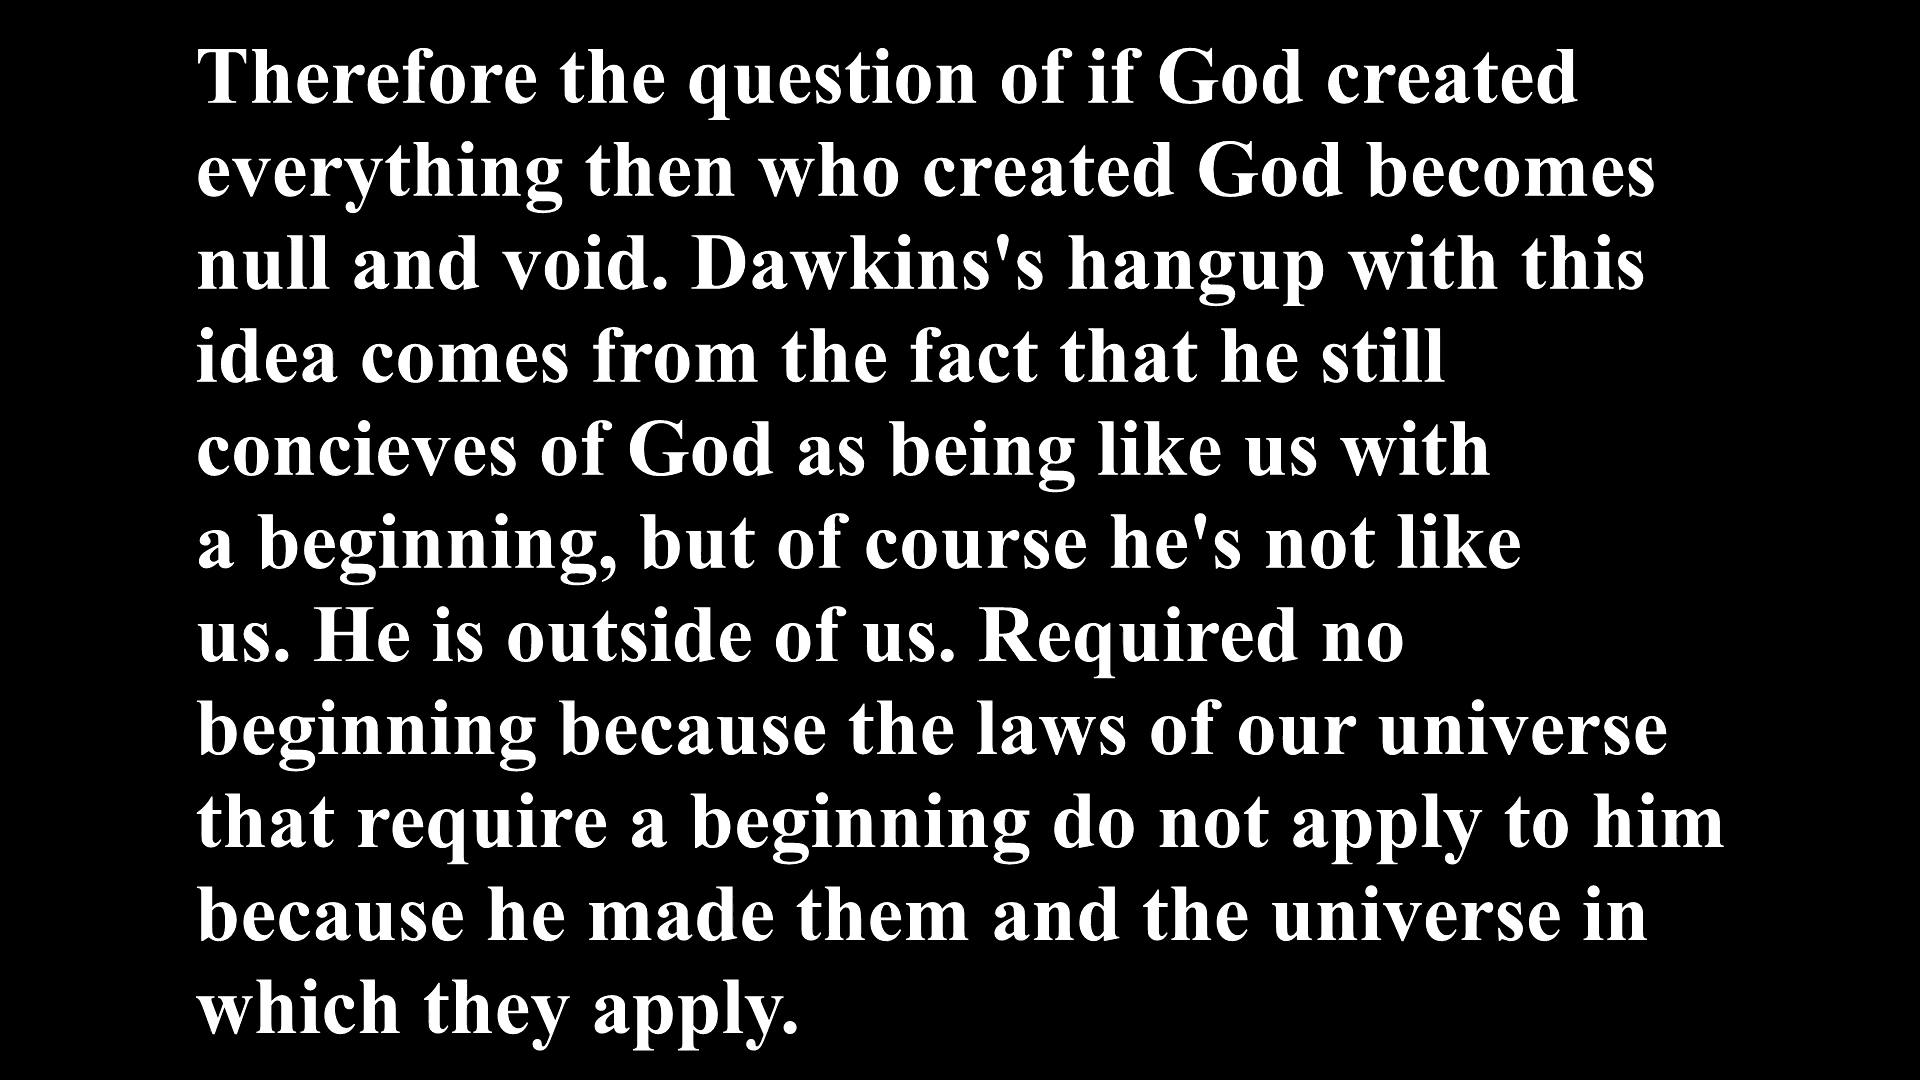 Therefore the question of if God created
everything then who created God becomes
null and void. Dawkins's hangup with this
idea comes from the fact that he still
concieves of God as being like us with
a beginning, but of course he's not like
us. He is outside of us. Required no
beginning because the laws of our universe
that require a beginning do not apply to him
because he made them and the universe in
which they apply.